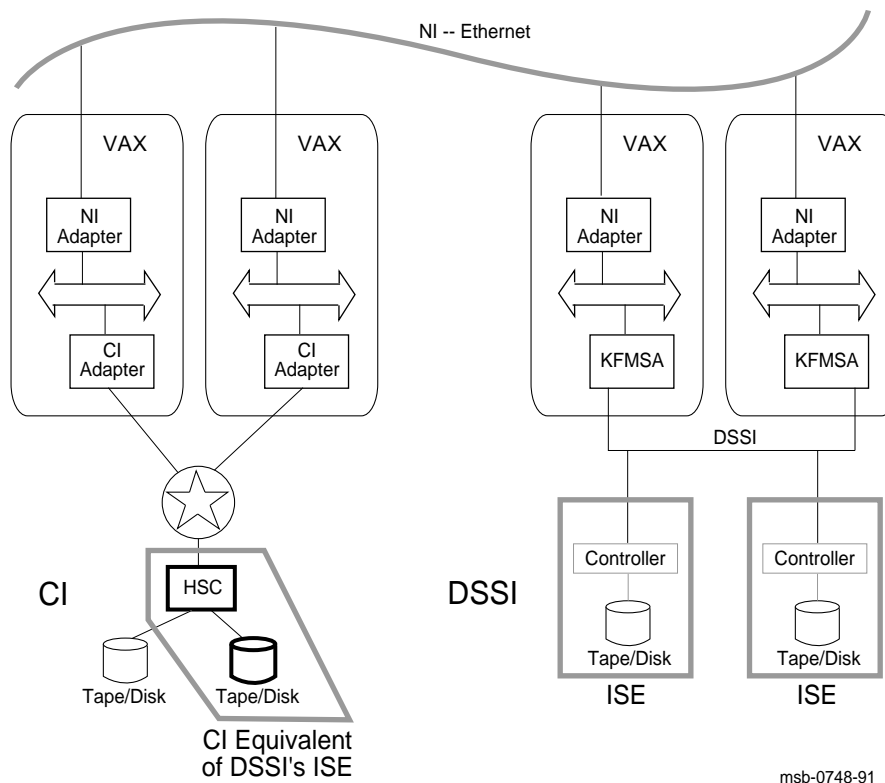 NI -- Ethernet
VAX
VAX
VAX
VAX
NI
Adapter
NI
Adapter
NI
Adapter
NI
Adapter
CI
Adapter
CI
Adapter
KFMSA
KFMSA
DSSI
CI
HSC
DSSI
Controller
Controller
Tape/Disk
Tape/Disk
Tape/Disk
Tape/Disk
ISE
ISE
CI Equivalent
of DSSI's ISE
msb-0748-91